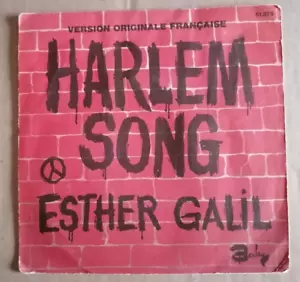 VERSION ORIGINALE FRANÇAISE
HARLEM
SONG
ESTHER GALIL